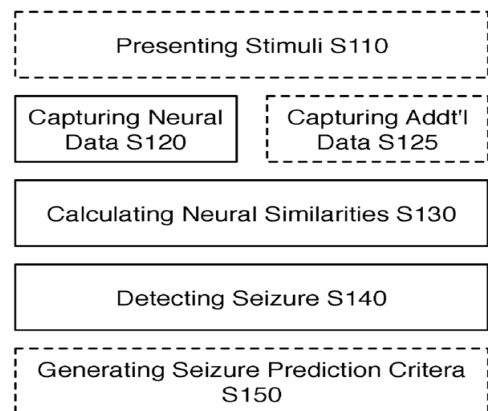 Presenting Stimuli S110
Capturing Neural
Data S120
Capturing Addt'l
Data S125
Calculating Neural Similarities S130
Detecting Seizure S140
Generating Seizure Prediction Critera
S150